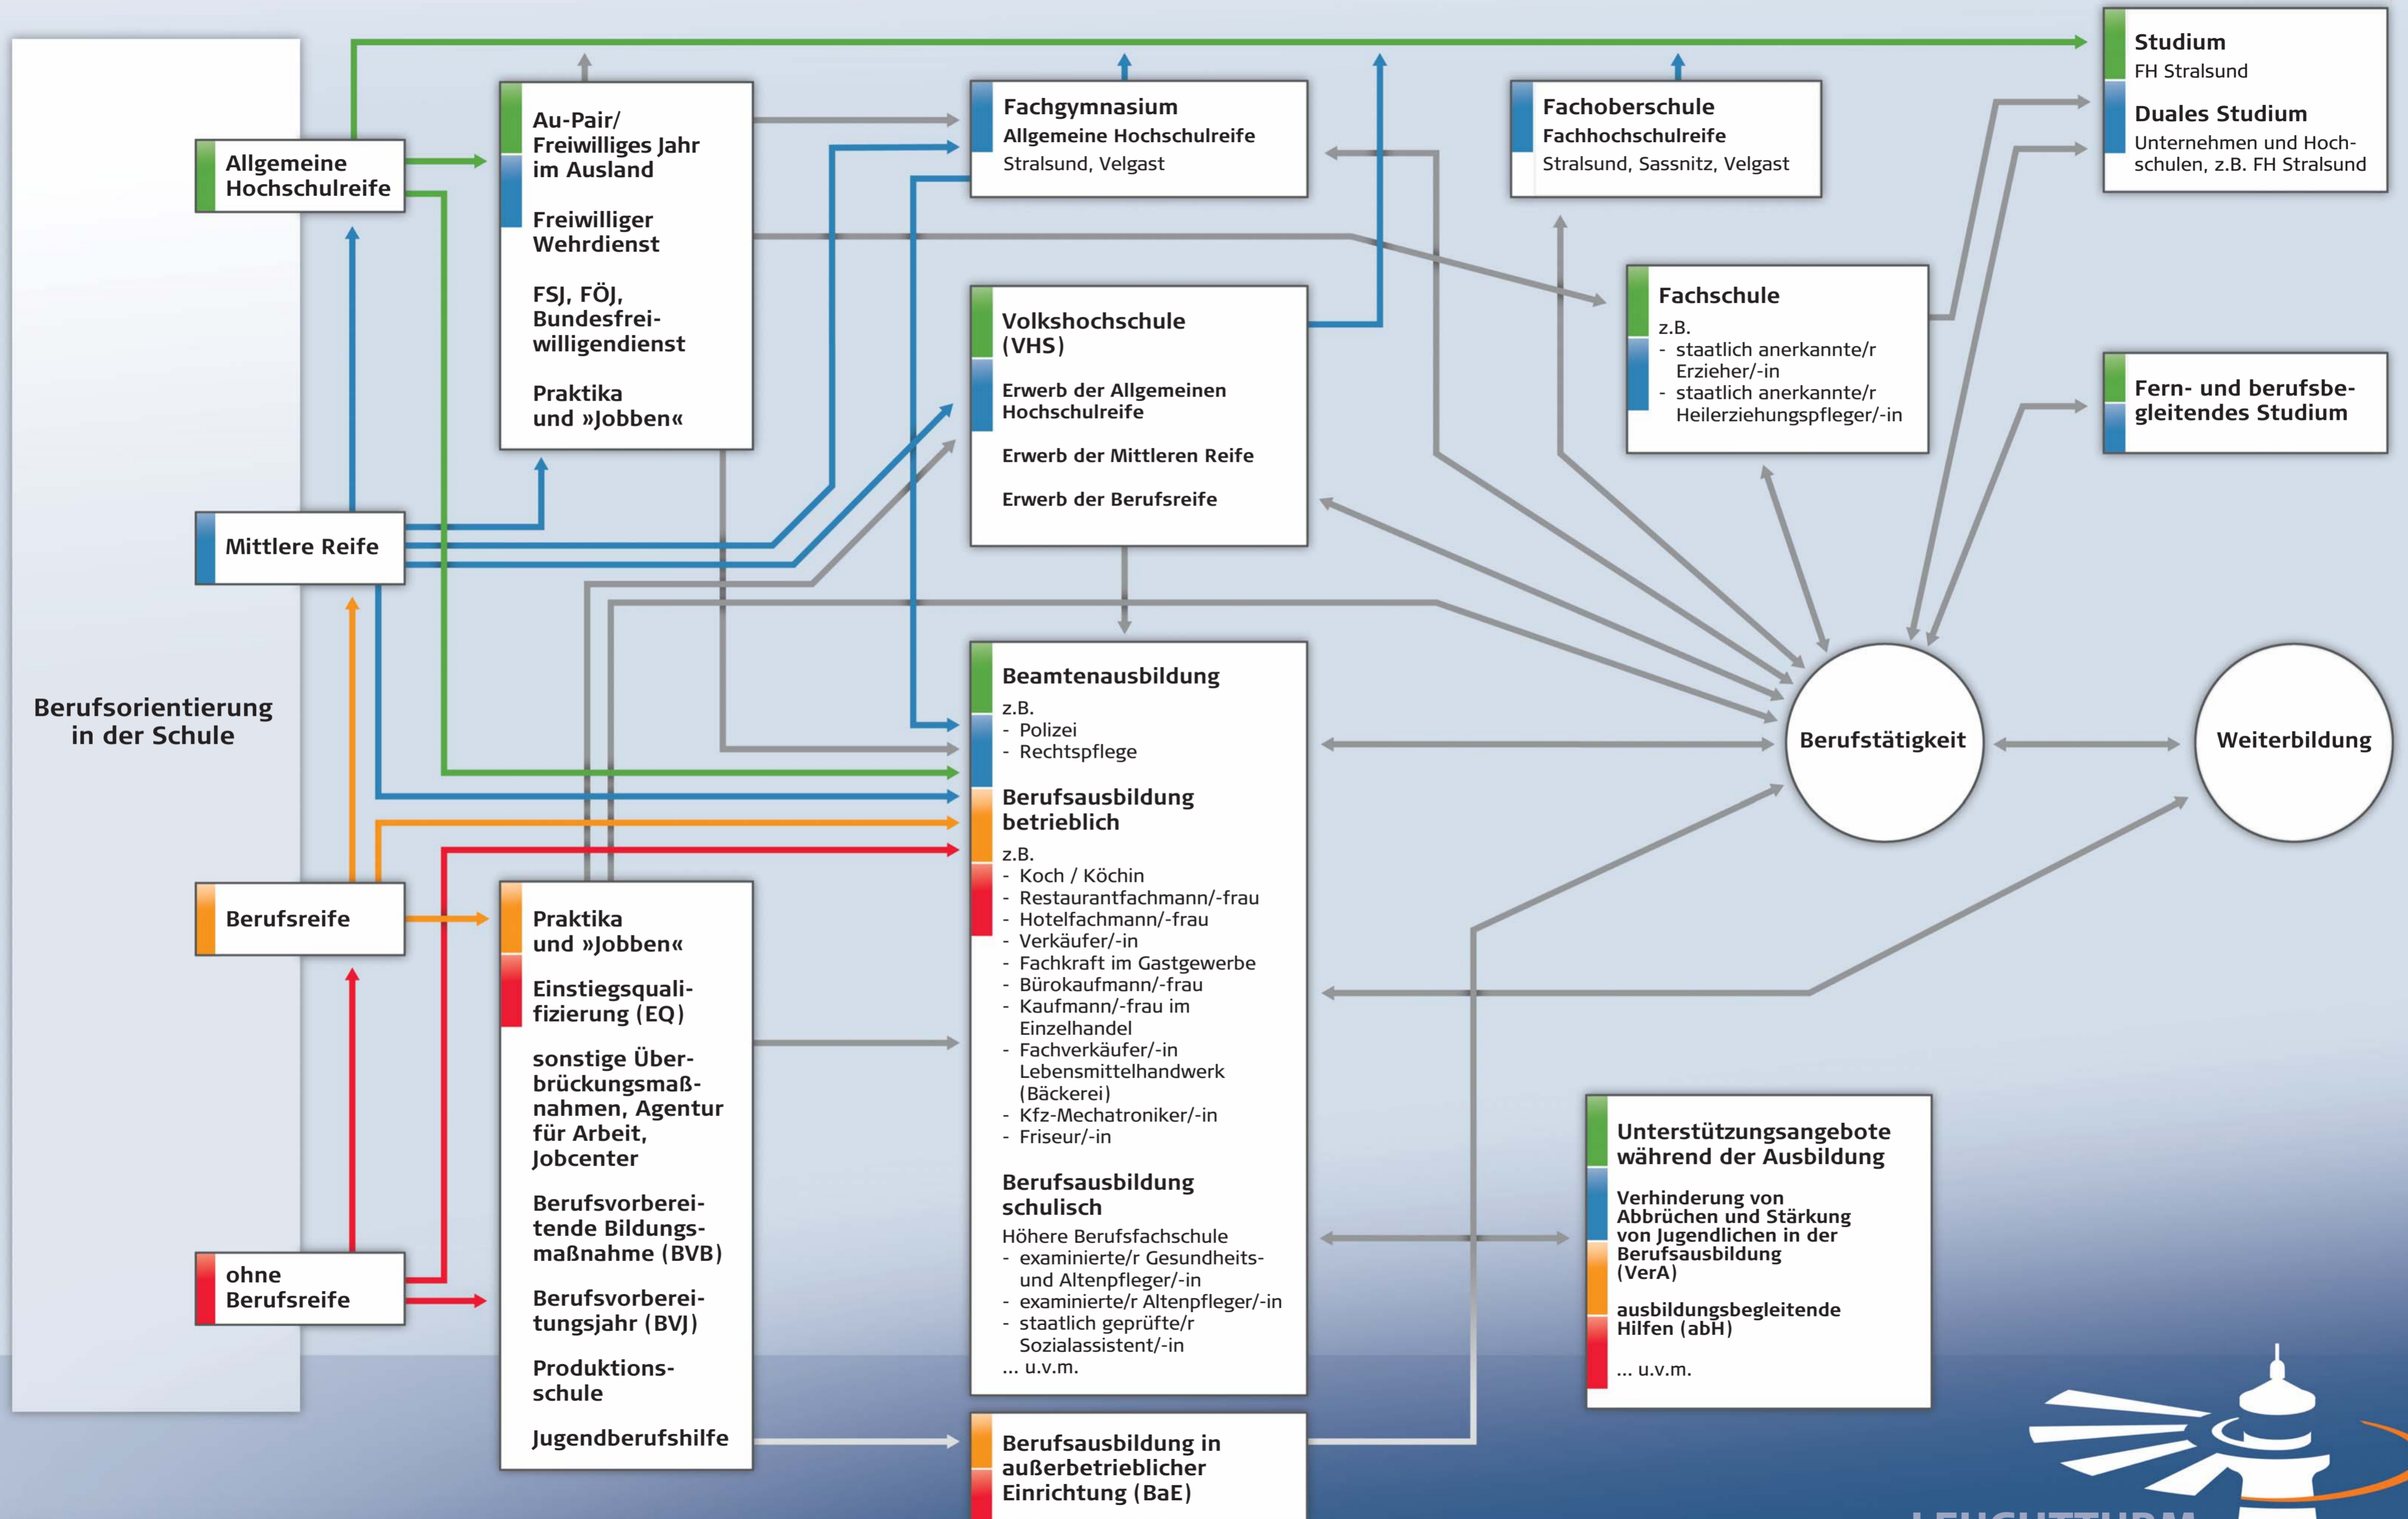 Berufsorientierung
in der Schule
Allgemeine
Hochschulreife
Mittlere Reife
Berufsreife
ohne
Berufsreife
Au-Pair/
Freiwilliges Jahr
im Ausland
Freiwilliger
Wehrdienst
FSJ, FÖJ,
Bundesfrei-
willigendienst
Praktika
und »Jobben«
Praktika
und »Jobben«
Einstiegsquali-
fizierung (EQ)
sonstige Über-
brückungsmaß-
nahmen, Agentur
für Arbeit,
Jobcenter
Berufsvorberei-
tende Bildungs-
maßnahme (BVB)
Berufsvorberei-
tungsjahr (BVJ)
Produktions-
schule
Jugendberufshilfe
Fachgymnasium
Allgemeine Hochschulreife
Stralsund, Velgast
Volkshochschule
(VHS)
Erwerb der Allgemeinen
Hochschulreife
Erwerb der Mittleren Reife
Erwerb der Berufsreife
Beamtenausbildung
z.B.
- Polizei
- Rechtspflege
Berufsausbildung
betrieblich
z.B.
- Koch / Köchin
- Restaurantfachmann/-frau
- Hotelfachmann/-frau
- Verkäufer/-in
- Fachkraft im Gastgewerbe
- Bürokaufmann/-frau
- Kaufmann/-frau im
Einzelhandel
- Fachverkäufer/-in
Lebensmittelhandwerk
(Bäckerei)
- Kfz-Mechatroniker/-in
- Friseur/-in
Berufsausbildung
schulisch
Höhere Berufsfachschule
- examinierte/r Gesundheits-
und Altenpfleger/-in
- examinierte/r Altenpfleger/-in
- staatlich geprüfte/r
Sozialassistent/-in
... u.v.m.
Berufsausbildung in
außerbetrieblicher
Einrichtung (BaE)
Fachoberschule
Fachhochschulreife
Stralsund, Sassnitz, Velgast
Fachschule
z.B.
- staatlich anerkannte/r
Erzieher/-in
- staatlich anerkannte/r
Heilerziehungspfleger/-in
Studium
FH Stralsund
Duales Studium
Unternehmen und Hoch-
schulen, z.B. FH Stralsund
Fern- und berufsbe-
gleitendes Studium
Berufstätigkeit
Weiterbildung
Unterstützungsangebote
während der Ausbildung
Verhinderung von
Abbrüchen und Stärkung
von Jugendlichen in der
Berufsausbildung
(VerA)
ausbildungsbegleitende
Hilfen (abH)
... u.v.m.
LEUCHTTURM